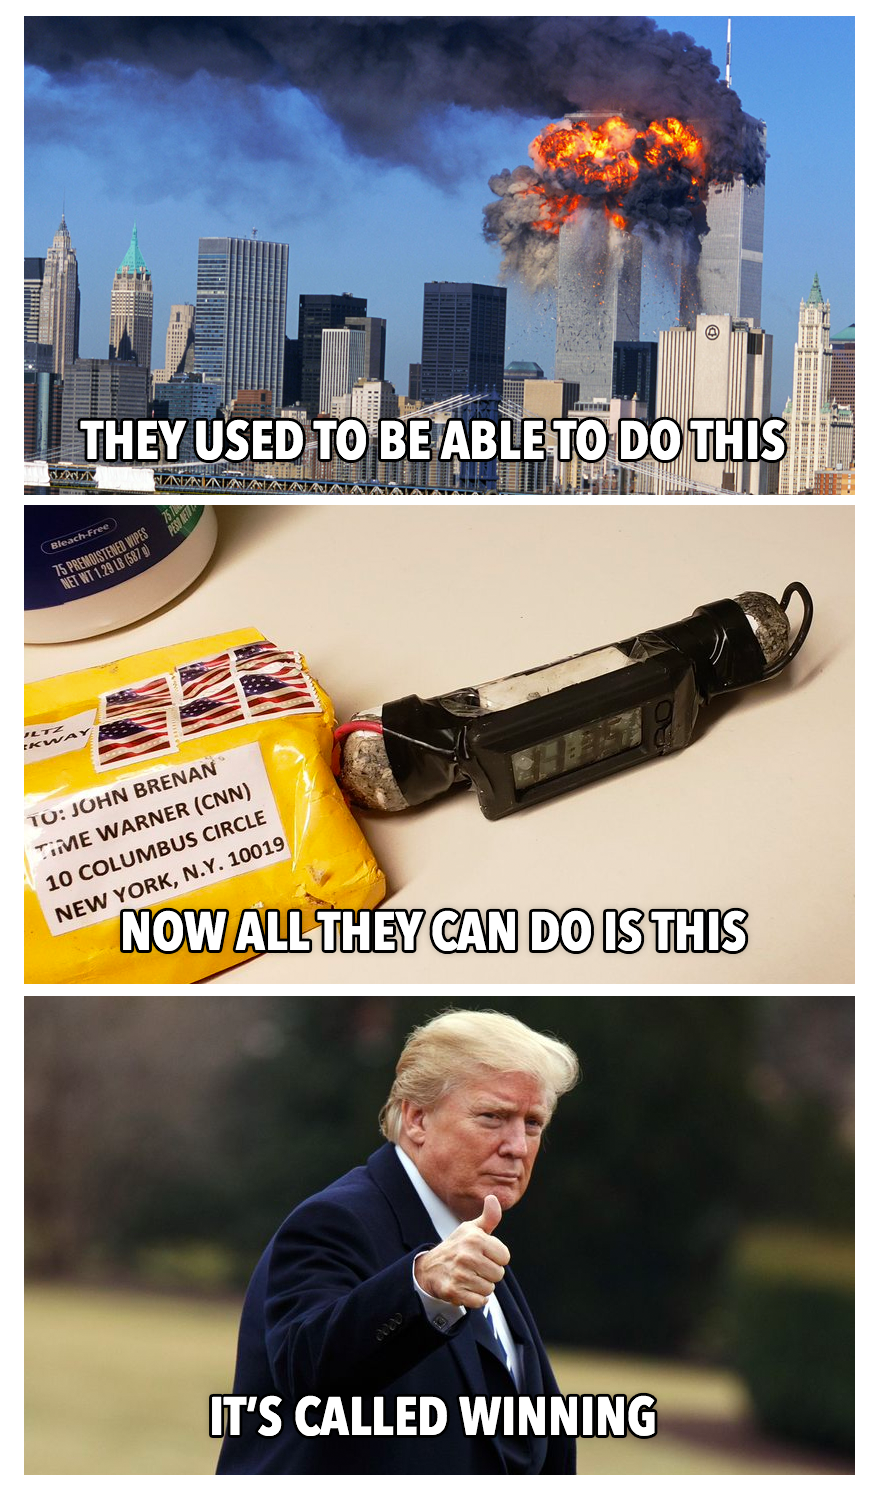 THEY USED TO BE ABLE TO DO THIS
Bleach-Free
75 PREMOISTENED WIPES
NET WT 1.29 LB (587 g)
ULTZ
KWAY
TO: JOHN BRENAN
TIME WARNER (CNN)
10 COLUMBUS CIRCLE
NEW YORK, N.Y. 10019
NOW ALL THEY CAN DO IS THIS
IT'S CALLED WINNING